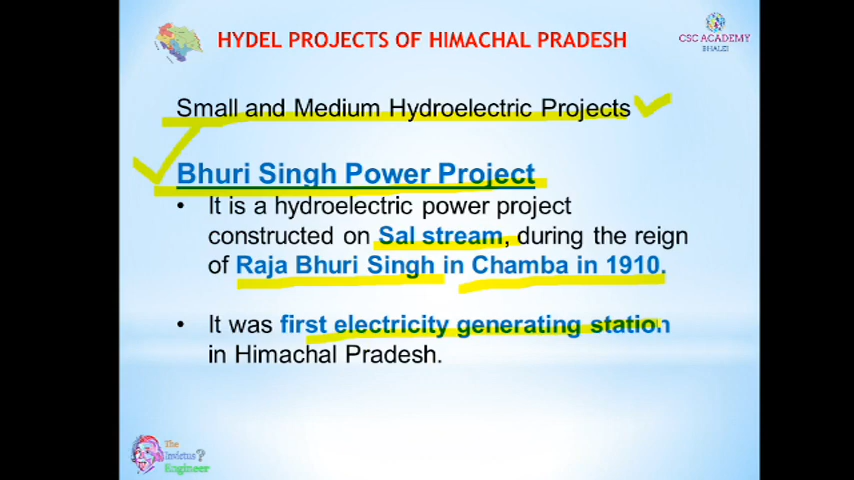 HYDEL PROJECTS OF HIMACHAL PRADESH
CSC ACADEMY
BHALEI
Small and Medium Hydroelectric Projects
Bhuri Singh Power Project
• It is a hydroelectric power project
constructed on Sal stream, during the reign
of Raja Bhuri Singh in Chamba in 1910.
• It was first electricity generating station
in Himachal Pradesh.
The
Invictus?
Engineer